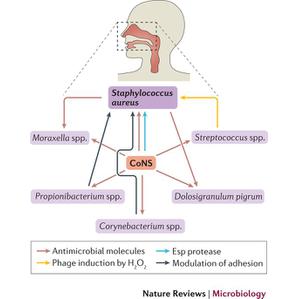 Staphylococcus
aureus
Moraxella spp.
Streptococcus spp.
CoNS
Propionibacterium spp.
Dolosigranulum pigrum
Corynebacterium spp.
Antimicrobial molecules
Esp protease
Phage induction by H₂O₂
Modulation of adhesion
Nature Reviews | Microbiology